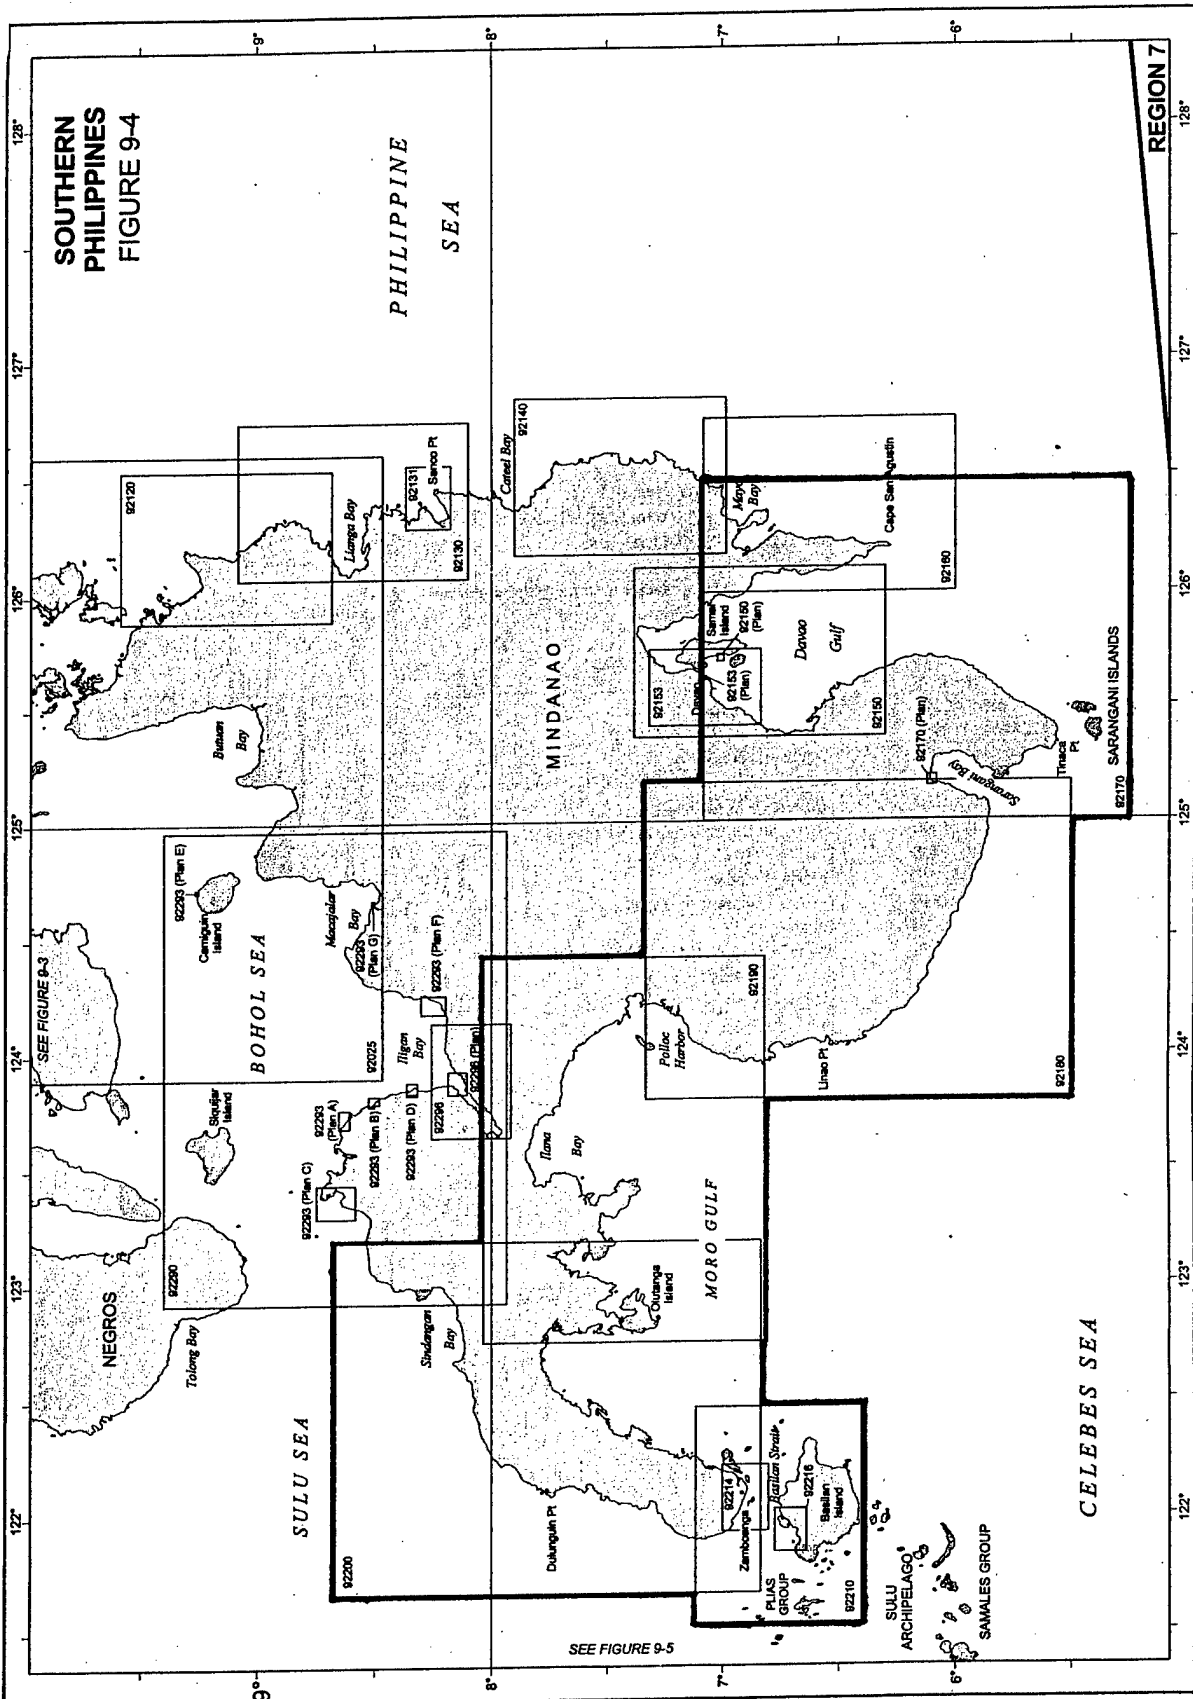 SOUTHERN
PHILIPPINES
FIGURE 9-4
121°
122°
123°
124°
125°
126°
127°
128°
9°
8°
7°
6°
SEE FIGURE 9-3
NEGROS
Tolong Bay
92290
Siquijor
Island
BOHOL SEA
Camiguin
Island
92293 (Plan E)
92025
Butuan
Bay
92120
Lianga Bay
92131
Sanco Pt
92130
PHILIPPINE
SEA
SULU SEA
92200
92293 (Plan C)
92293
(Plan A)
92293 (Plan B)
92293 (Plan D)
Iligan
Bay
92296
92296 (Plan)
92293 (Plan F)
Macajalar
Bay
92293
(Plan G)
Sindangan
Bay
Dulunguin Pt
MINDANAO
Cateel Bay
92140
Illana
Bay
Olutanga
Island
MORO GULF
Polloc
Harbor
92190
Linao Pt
92180
92153
Davao
92153
(Plan)
Samal
Island
92150
(Plan)
Davao
Gulf
92150
Mayo
Bay
Cape San Agustin
92160
SEE FIGURE 9-5
Zamboanga
92214
Basilan Strait
92216
Basilan
Island
PILAS
GROUP
92210
SULU
ARCHIPELAGO
SAMALES GROUP
CELEBES SEA
92170 (Plan)
Sarangani Bay
Tinaca
Pt
SARANGANI ISLANDS
92170
REGION 7